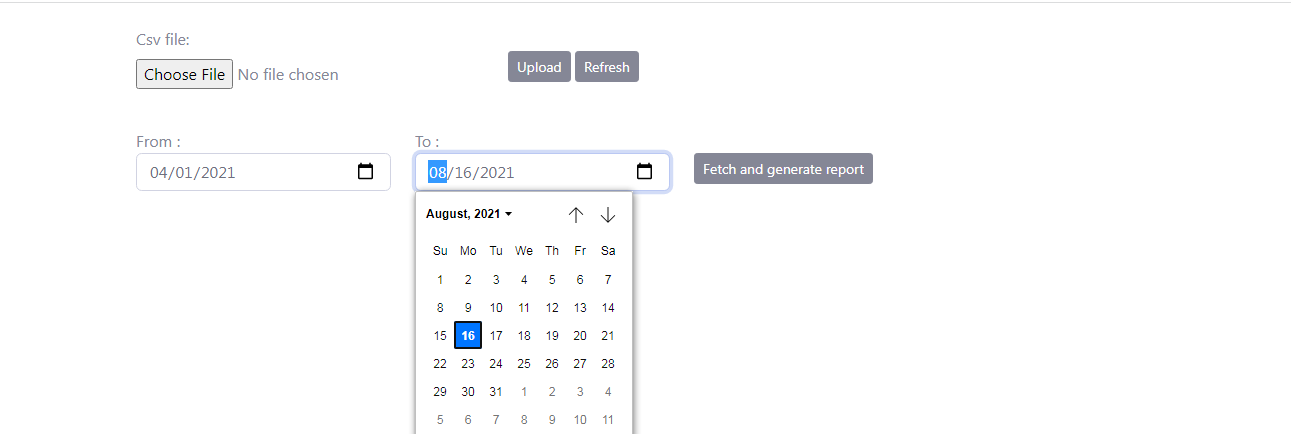 Csv file:
Choose File No file chosen
Upload Refresh
From :
04/01/2021
To :
08/16/2021
Fetch and generate report
August, 2021
Su Mo Tu We Th Fr Sa
1 2 3 4 5 6 7
8 9 10 11 12 13 14
15 16 17 18 19 20 21
22 23 24 25 26 27 28
29 30 31 1 2 3 4
5 6 7 8 9 10 11